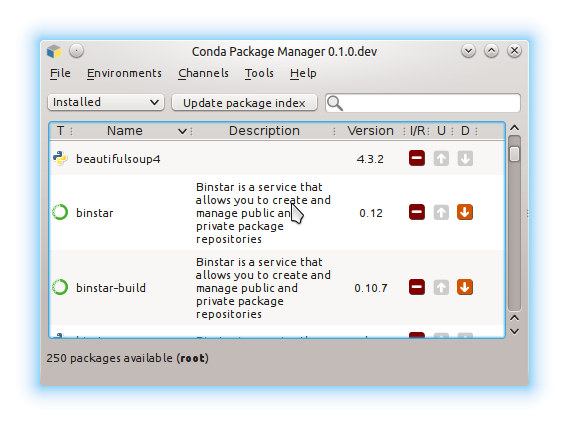 Conda Package Manager 0.1.0.dev
File Environments Channels Tools Help
Installed Update package index
T Name Description Version I/R U D
beautifulsoup4 4.3.2
Binstar is a service that
allows you to create and
binstar manage public and 0.12
private package
repositories
Binstar is a service that
allows you to create and
binstar-build manage public and 0.10.7
private package
repositories
250 packages available (root)